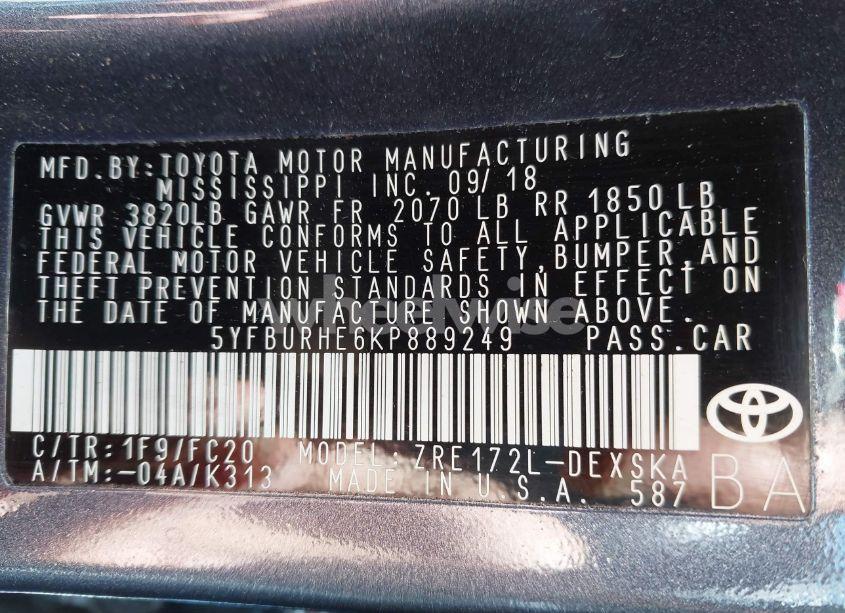 MFD.BY:TOYOTA MOTOR MANUFACTURING
MISSISSIPPI INC. 09/18
GVWR 3820LB GAWR FR 2070 LB RR 1850 LB
THIS VEHICLE CONFORMS TO ALL APPLICABLE
FEDERAL MOTOR VEHICLE SAFETY,BUMPER,AND
THEFT PREVENTION STANDARDS IN EFFECT ON
THE DATE OF MANUFACTURE SHOWN ABOVE.
wheelwise
5YFBURHE6KP889249 PASS.CAR
C/TR:1F9/FC20 MODEL:ZRE172L-DEXSKA
A/TM:-04A/K313 MADE IN U.S.A. 587
BA